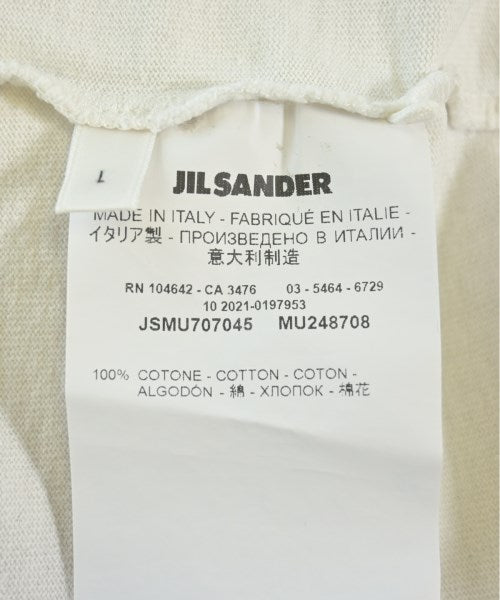 L
JIL SANDER
MADE IN ITALY - FABRIQUÉ EN ITALIE -
イタリア製 - ПРОИЗВЕДЕНО В ИТАЛИИ -
意大利制造
RN 104642 - CA 3476 03 - 5464 - 6729
10 2021-0197953
JSMU707045 MU248708
100% COTONE - COTTON - COTON -
ALGODÓN - 綿 - ХЛОПОК - 棉花